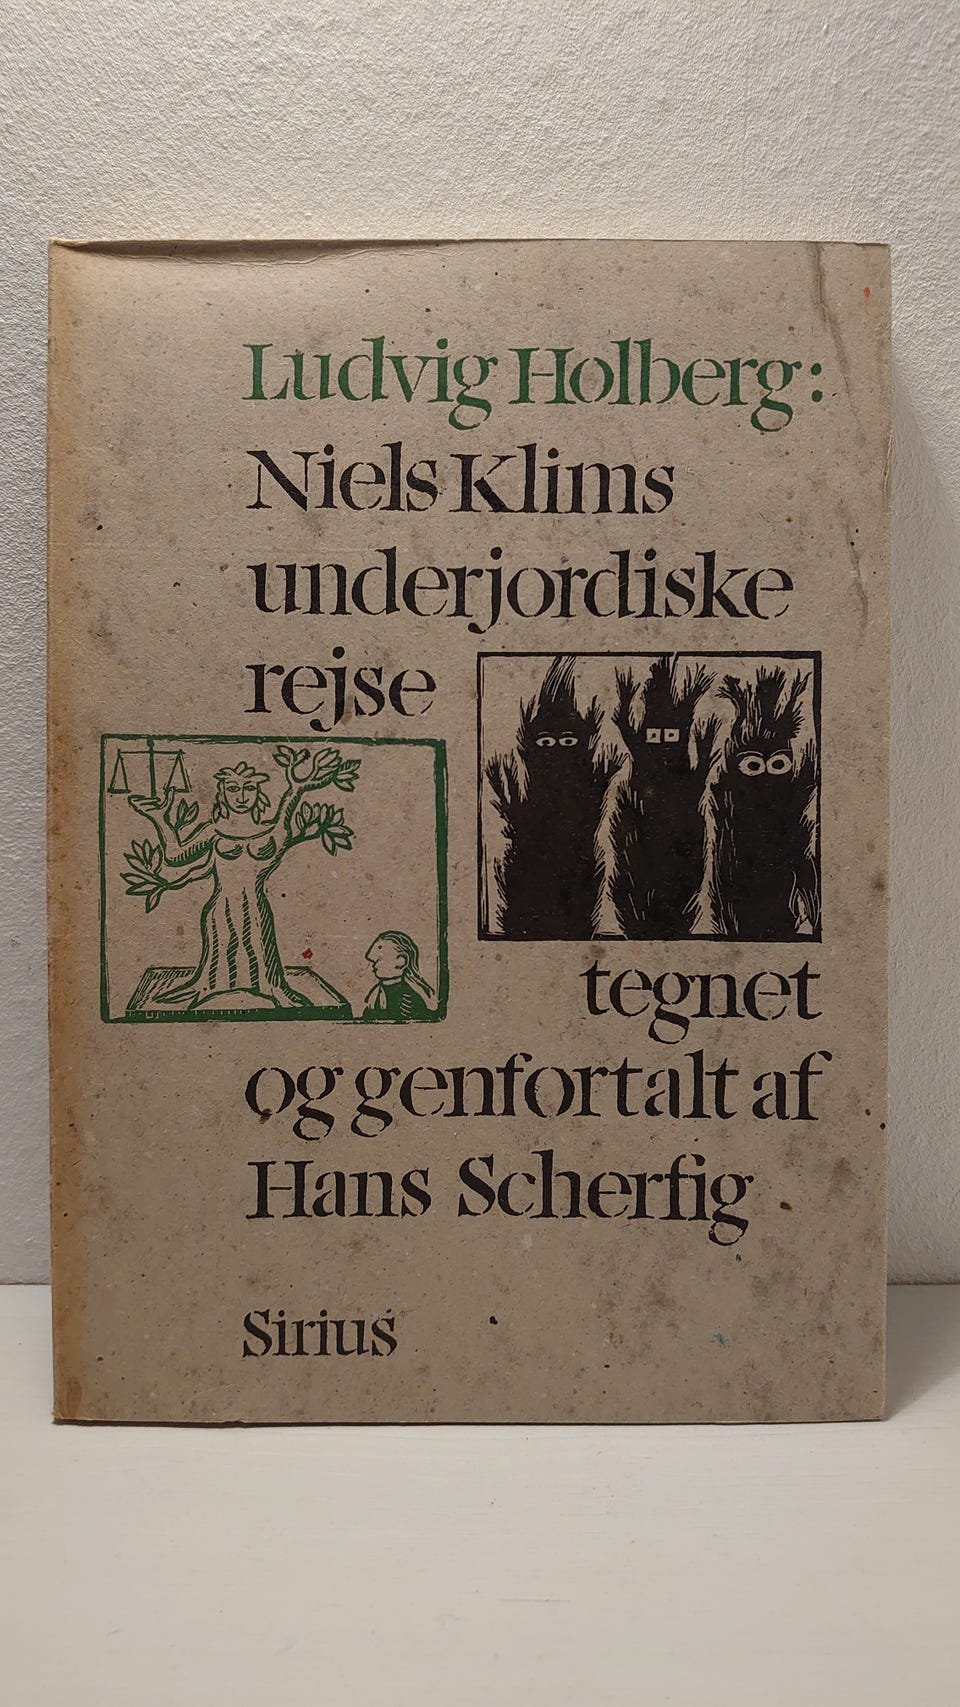 Ludvig Holberg:
Niels Klims
underjordiske
rejse
tegnet
og genfortalt af
Hans Scherfig
Sirius